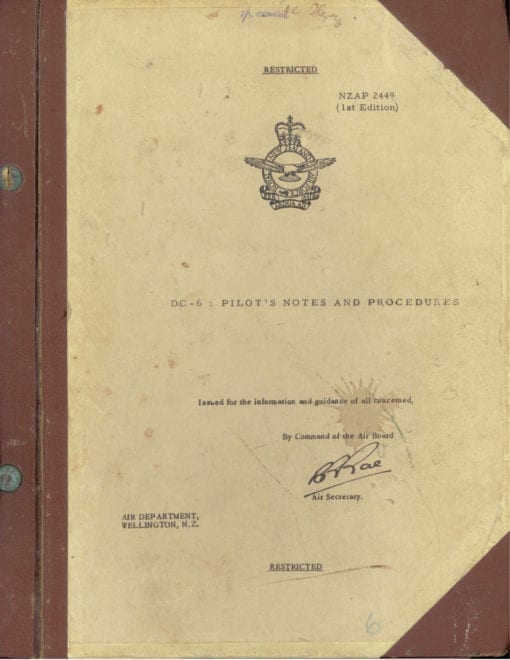 RESTRICTED
NZAP 2449
(1st Edition)
DC-6 : PILOT'S NOTES AND PROCEDURES
Issued for the information and guidance of all concerned,
By Command of the Air Board
Air Secretary.
AIR DEPARTMENT,
WELLINGTON, N.Z.
RESTRICTED
6